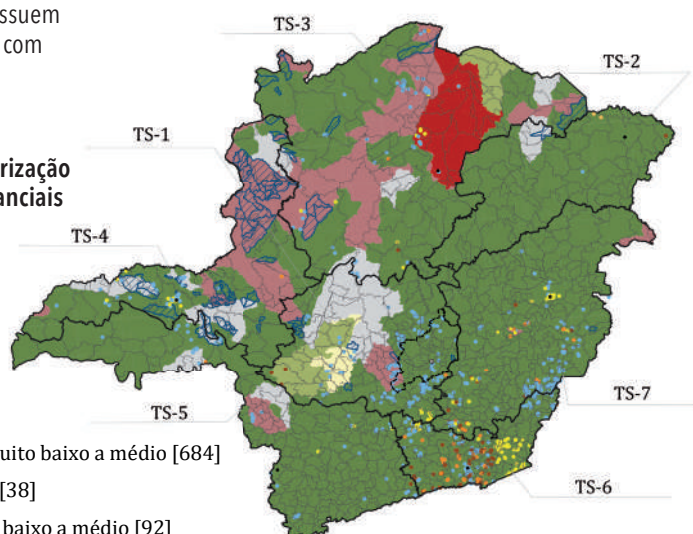 ssuem
com
rização
anciais
TS-3
TS-2
TS-1
TS-4
TS-5
TS-7
TS-6
uito baixo a médio [684]
[38]
baixo a médio [92]